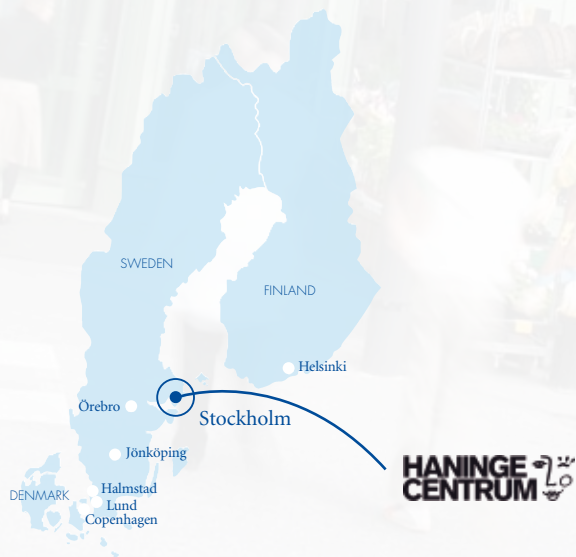 SWEDEN
FINLAND
Helsinki
Örebro
Stockholm
Jönköping
HANINGE
CENTRUM
DENMARK
Halmstad
Lund
Copenhagen